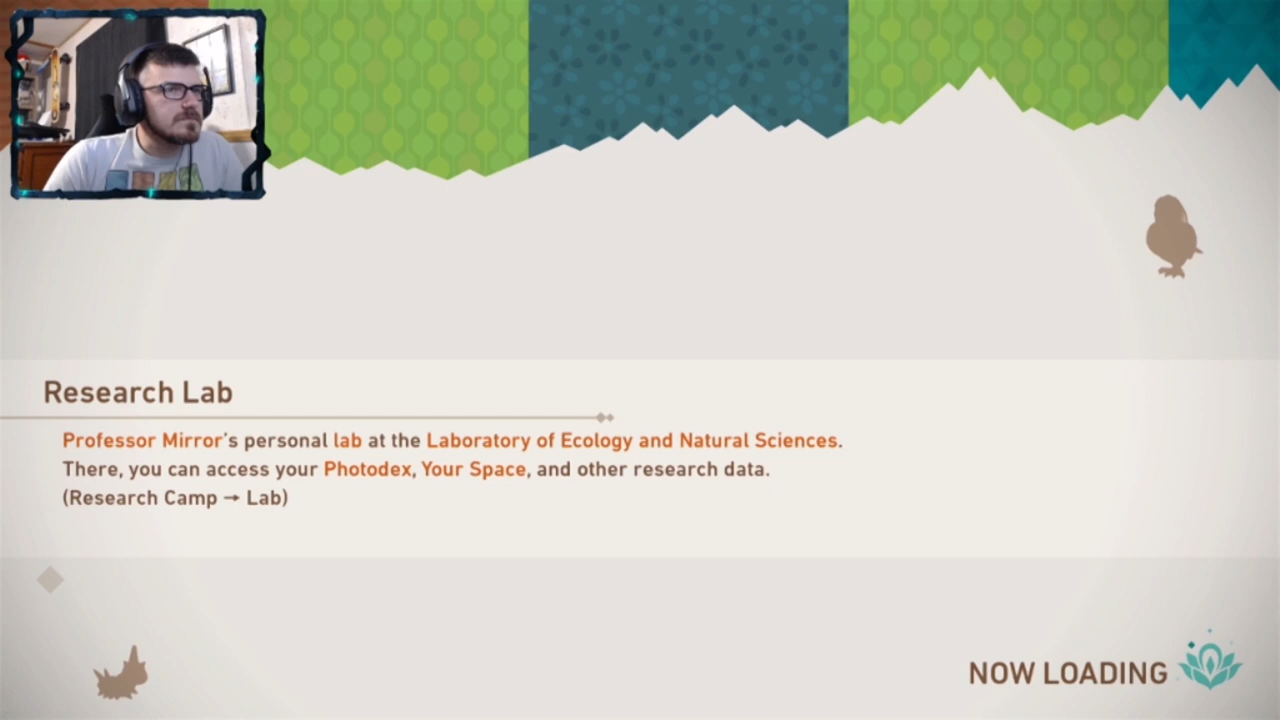 Research Lab
Professor Mirror's personal lab at the Laboratory of Ecology and Natural Sciences.
There, you can access your Photodex, Your Space, and other research data.
(Research Camp → Lab)
NOW LOADING